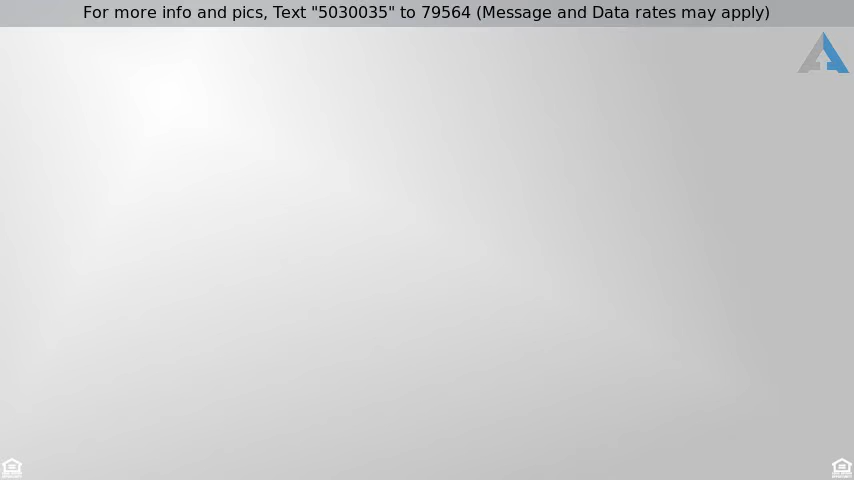 For more info and pics, Text "5030035" to 79564 (Message and Data rates may apply)